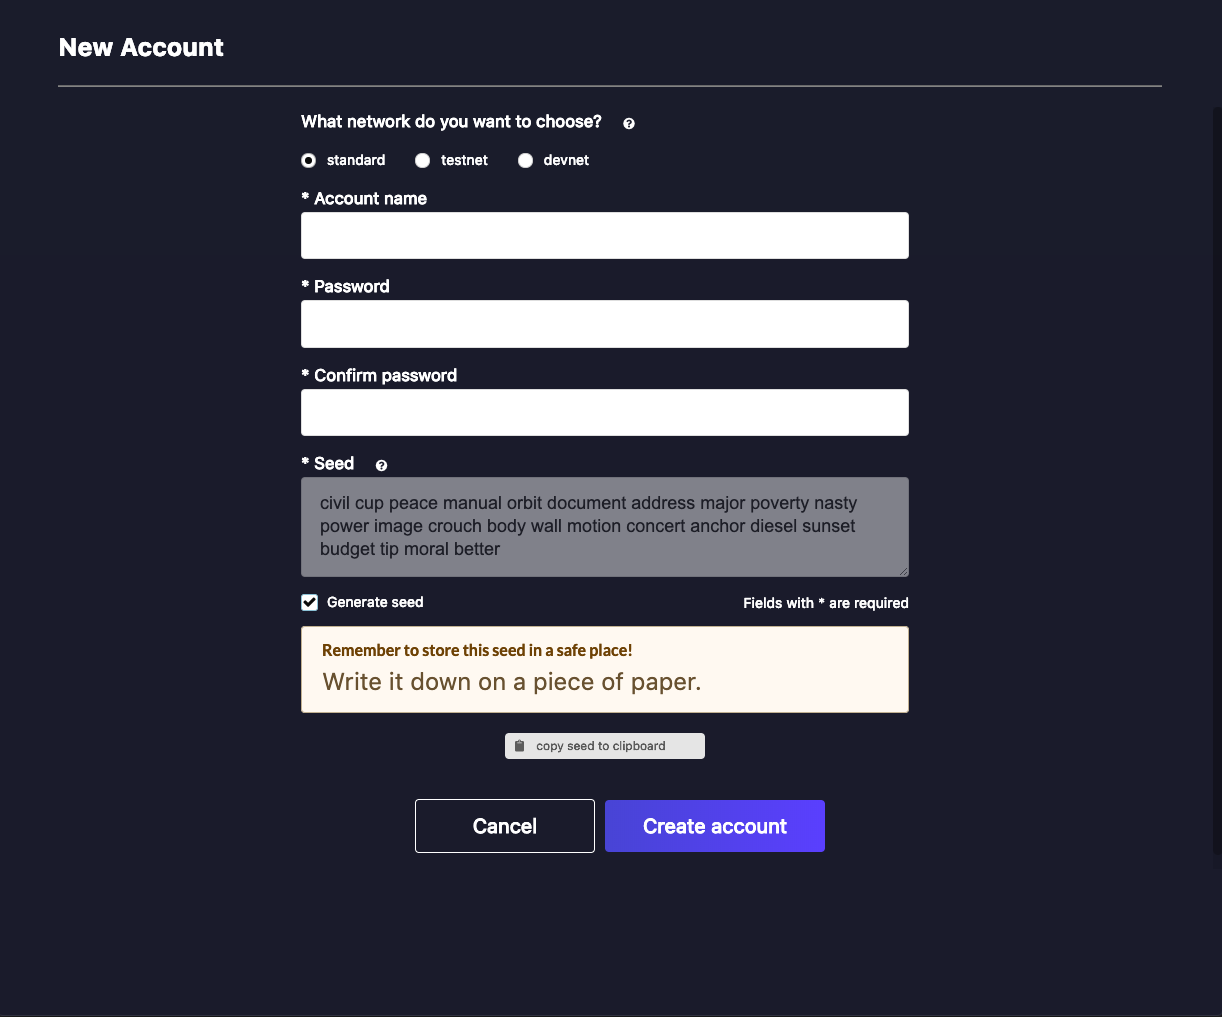 New Account
What network do you want to choose?
standard testnet devnet
* Account name
* Password
* Confirm password
* Seed
civil cup peace manual orbit document address major poverty nasty
power image crouch body wall motion concert anchor diesel sunset
budget tip moral better
Generate seed Fields with * are required
Remember to store this seed in a safe place!
Write it down on a piece of paper.
copy seed to clipboard
Cancel Create account